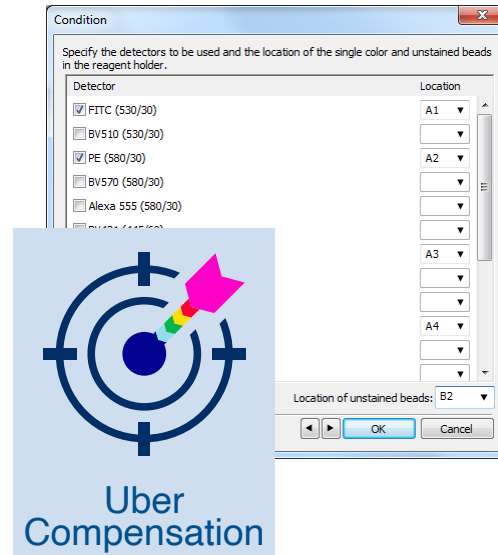 Condition
Specify the detectors to be used and the location of the single color and unstained beads
in the reagent holder.
Detector Location
FITC (530/30) A1
BV510 (530/30)
PE (580/30) A2
BV570 (580/30)
Alexa 555 (580/30)
A3
A4
Location of unstained beads: B2
OK Cancel
Uber
Compensation